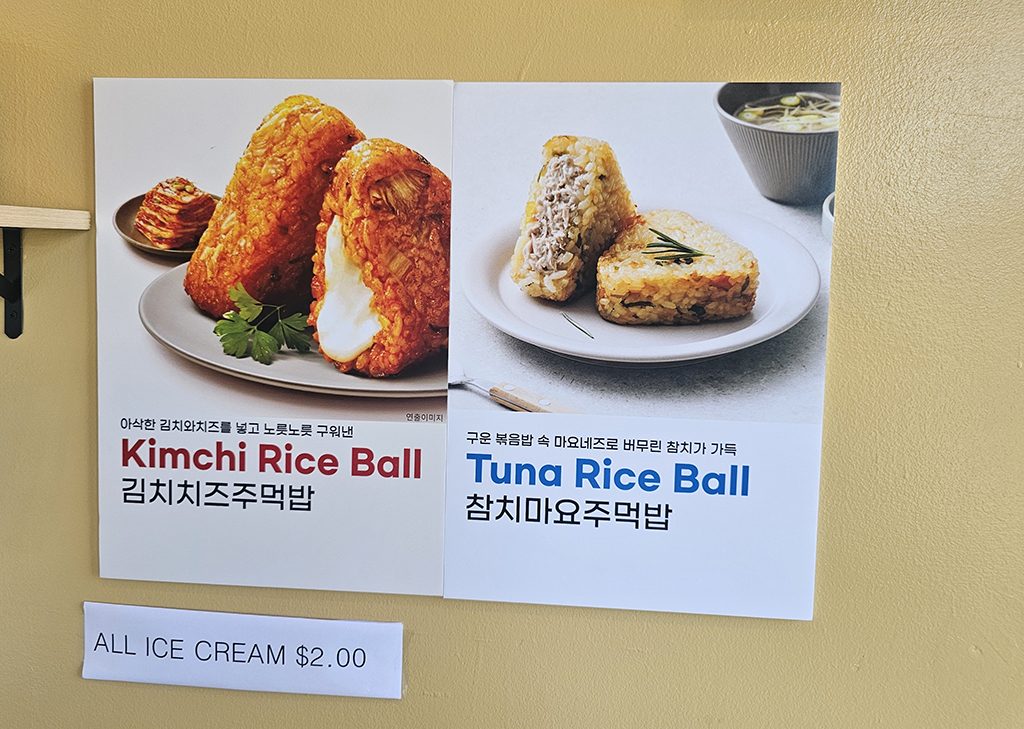 연출이미지
아삭한 김치와치즈를 넣고 노릇노릇 구워낸
Kimchi Rice Ball
김치치즈주먹밥
구운 볶음밥 속 마요네즈로 버무린 참치가 가득
Tuna Rice Ball
참치마요주먹밥
ALL ICE CREAM $2.00